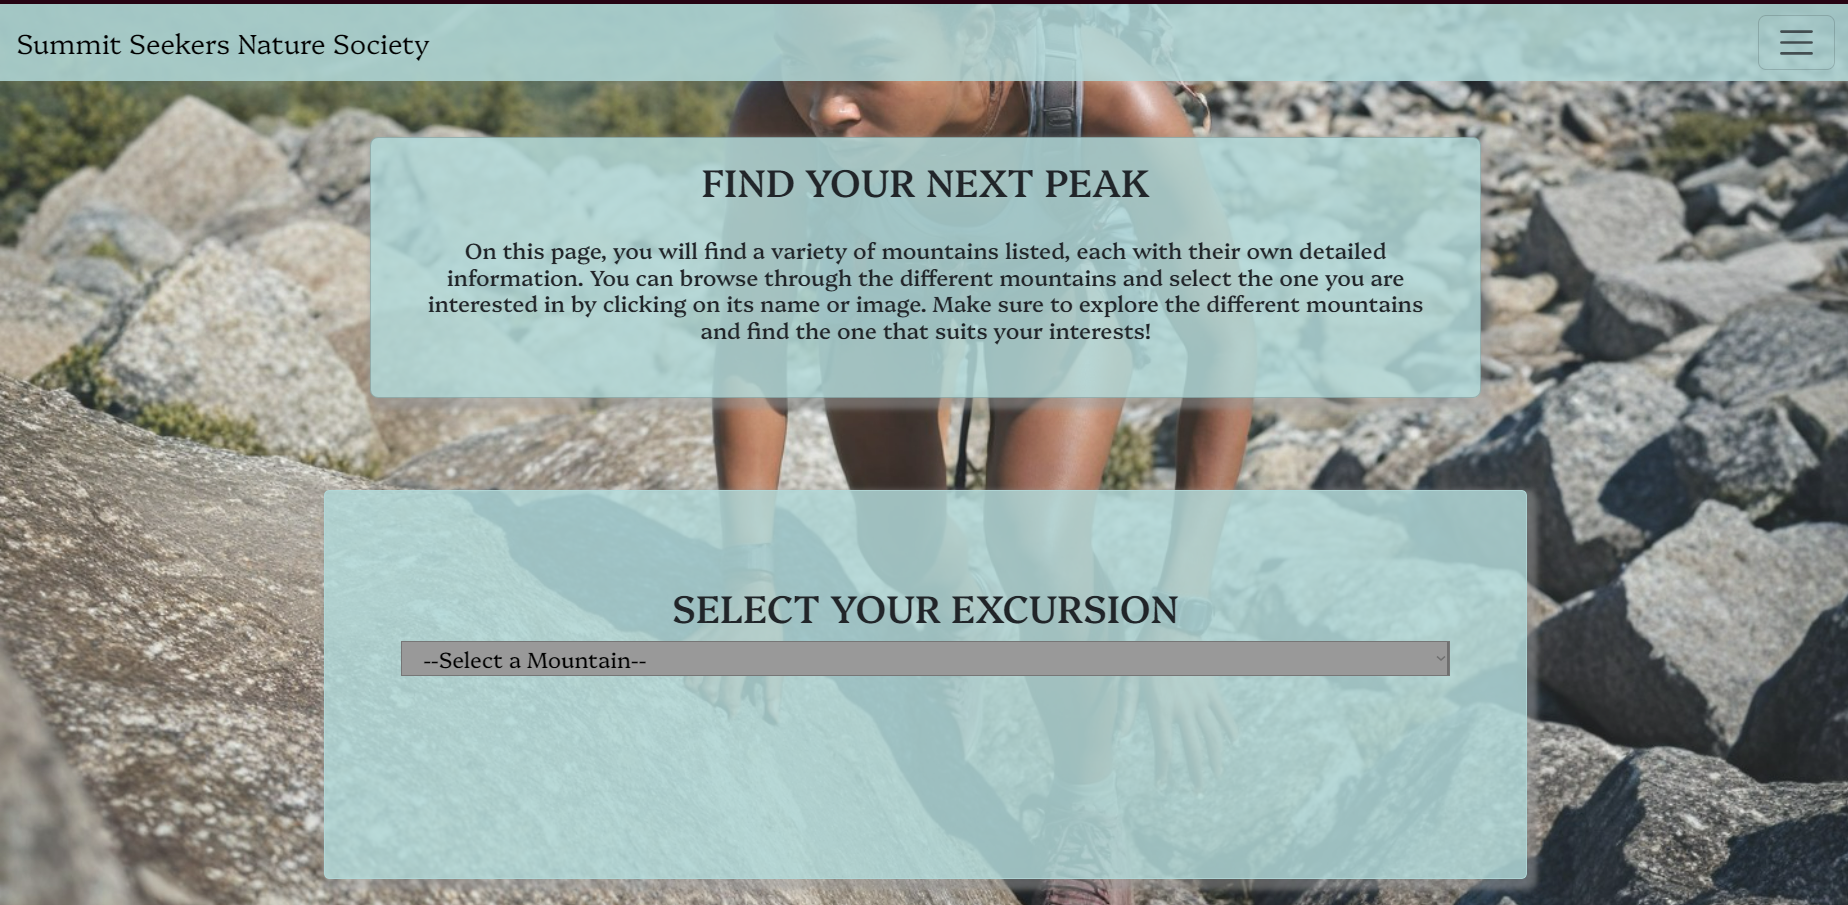 Summit Seekers Nature Society
FIND YOUR NEXT PEAK
On this page, you will find a variety of mountains listed, each with their own detailed
information. You can browse through the different mountains and select the one you are
interested in by clicking on its name or image. Make sure to explore the different mountains
and find the one that suits your interests!
SELECT YOUR EXCURSION
--Select a Mountain--